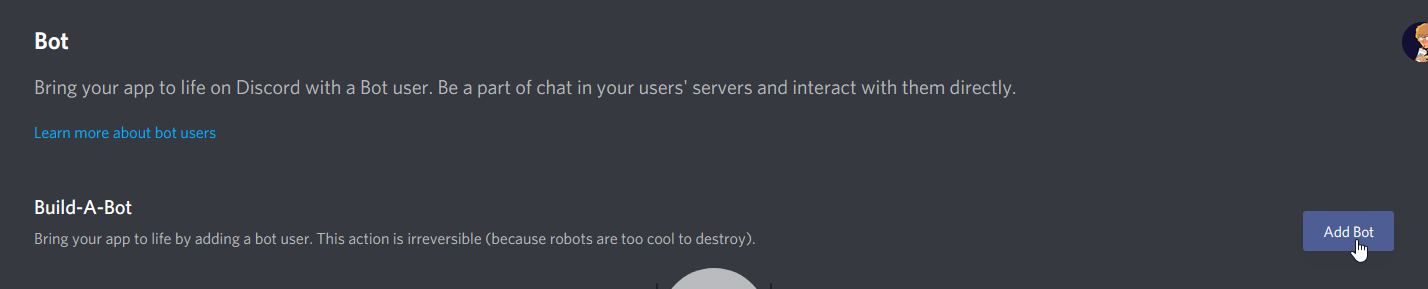 Bot
Bring your app to life on Discord with a Bot user. Be a part of chat in your users' servers and interact with them directly.
Learn more about bot users
Build-A-Bot
Bring your app to life by adding a bot user. This action is irreversible (because robots are too cool to destroy).
Add Bot